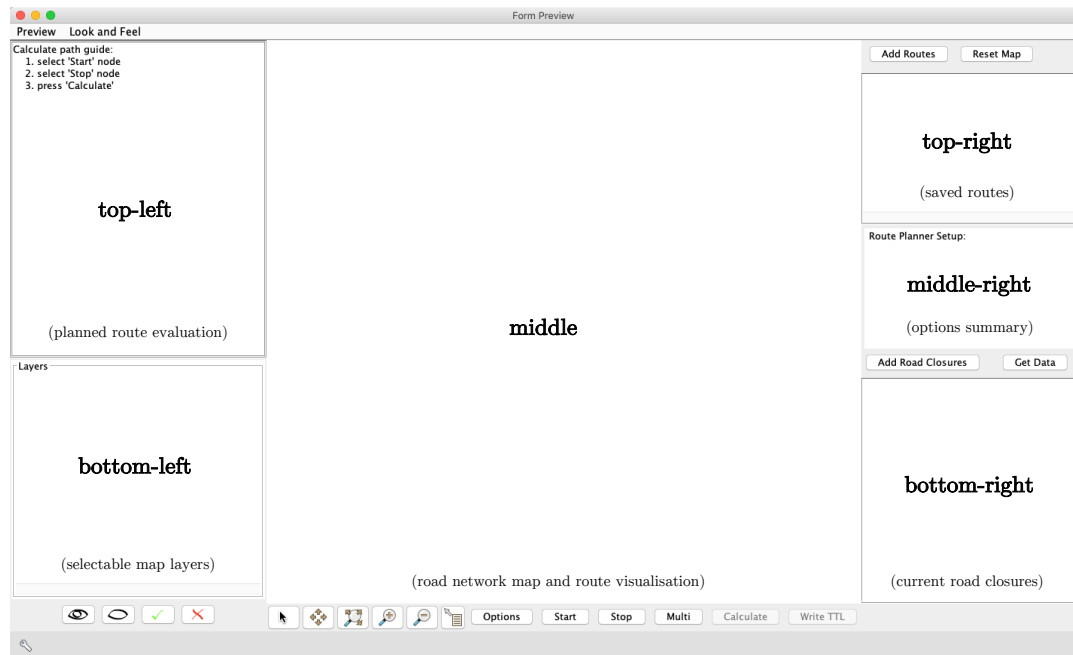 Form Preview
Preview Look and Feel
Calculate path guide:
1. select 'Start' node
2. select 'Stop' node
3. press 'Calculate'
top-left
(planned route evaluation)
Layers
bottom-left
(selectable map layers)
middle
(road network map and route visualisation)
Options Start Stop Multi Calculate Write TTL
Add Routes Reset Map
top-right
(saved routes)
Route Planner Setup:
middle-right
(options summary)
Add Road Closures Get Data
bottom-right
(current road closures)